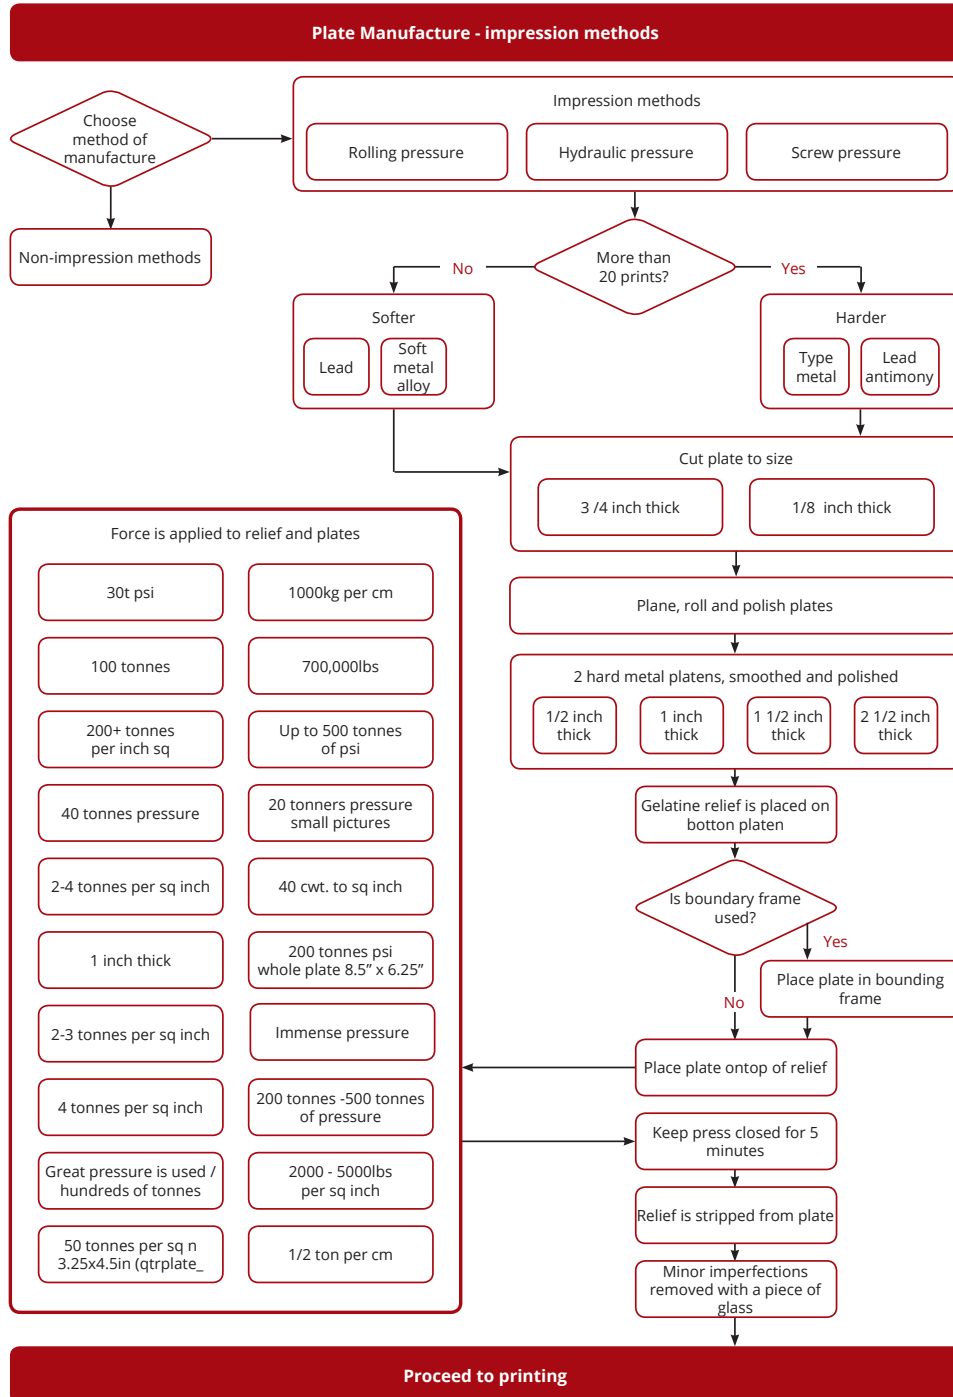 Plate Manufacture - impression methods
Choose
method of
manufacture
Impression methods
Rolling pressure
Hydraulic pressure
Screw pressure
Non-impression methods
More than
20 prints?
No
Yes
Softer
Lead
Soft
metal
alloy
Harder
Type
metal
Lead
antimony
Cut plate to size
3 /4 inch thick
1/8 inch thick
Plane, roll and polish plates
2 hard metal platens, smoothed and polished
1/2 inch
thick
1 inch
thick
1 1/2 inch
thick
2 1/2 inch
thick
Gelatine relief is placed on
botton platen
Is boundary frame
used?
Yes
No
Place plate in bounding
frame
Place plate ontop of relief
Force is applied to relief and plates
30t psi
1000kg per cm
100 tonnes
700,000lbs
200+ tonnes
per inch sq
Up to 500 tonnes
of psi
40 tonnes pressure
20 tonners pressure
small pictures
2-4 tonnes per sq inch
40 cwt. to sq inch
1 inch thick
200 tonnes psi
whole plate 8.5” x 6.25”
2-3 tonnes per sq inch
Immense pressure
4 tonnes per sq inch
200 tonnes -500 tonnes
of pressure
Great pressure is used /
hundreds of tonnes
2000 - 5000lbs
per sq inch
50 tonnes per sq n
3.25x4.5in (qtrplate_
1/2 ton per cm
Keep press closed for 5
minutes
Relief is stripped from plate
Minor imperfections
removed with a piece of
glass
Proceed to printing